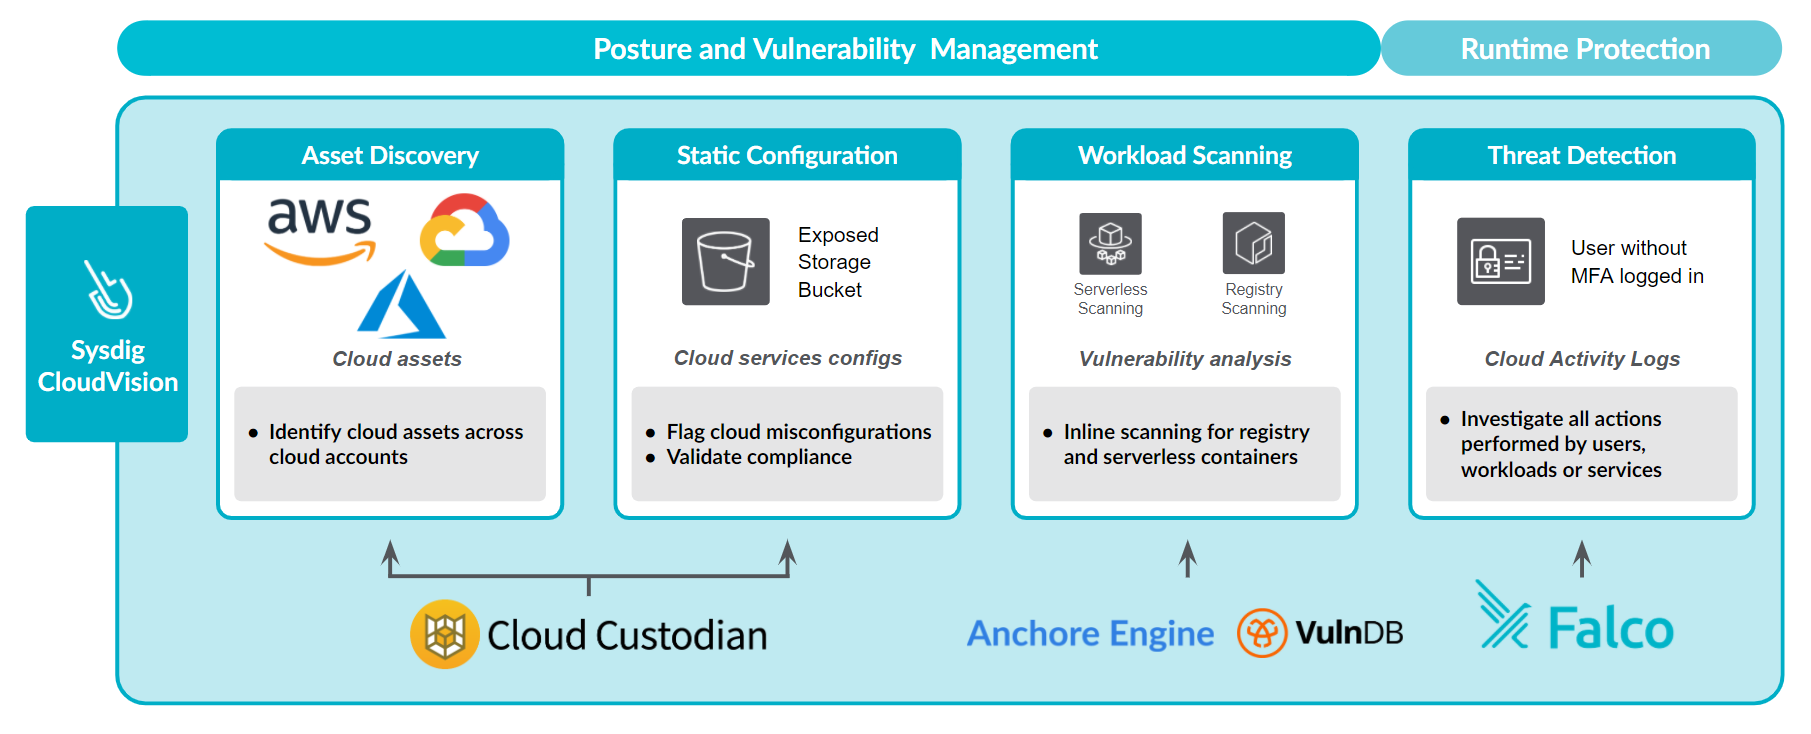 Posture and Vulnerability Management
Runtime Protection
Sysdig
CloudVision
Asset Discovery
aws
Cloud assets
• Identify cloud assets across
cloud accounts
Static Configuration
Exposed
Storage
Bucket
Cloud services configs
• Flag cloud misconfigurations
• Validate compliance
Workload Scanning
Serverless
Scanning
Registry
Scanning
Vulnerability analysis
• Inline scanning for registry
and serverless containers
Threat Detection
User without
MFA logged in
Cloud Activity Logs
• Investigate all actions
performed by users,
workloads or services
Cloud Custodian
Anchore Engine
VulnDB
Falco